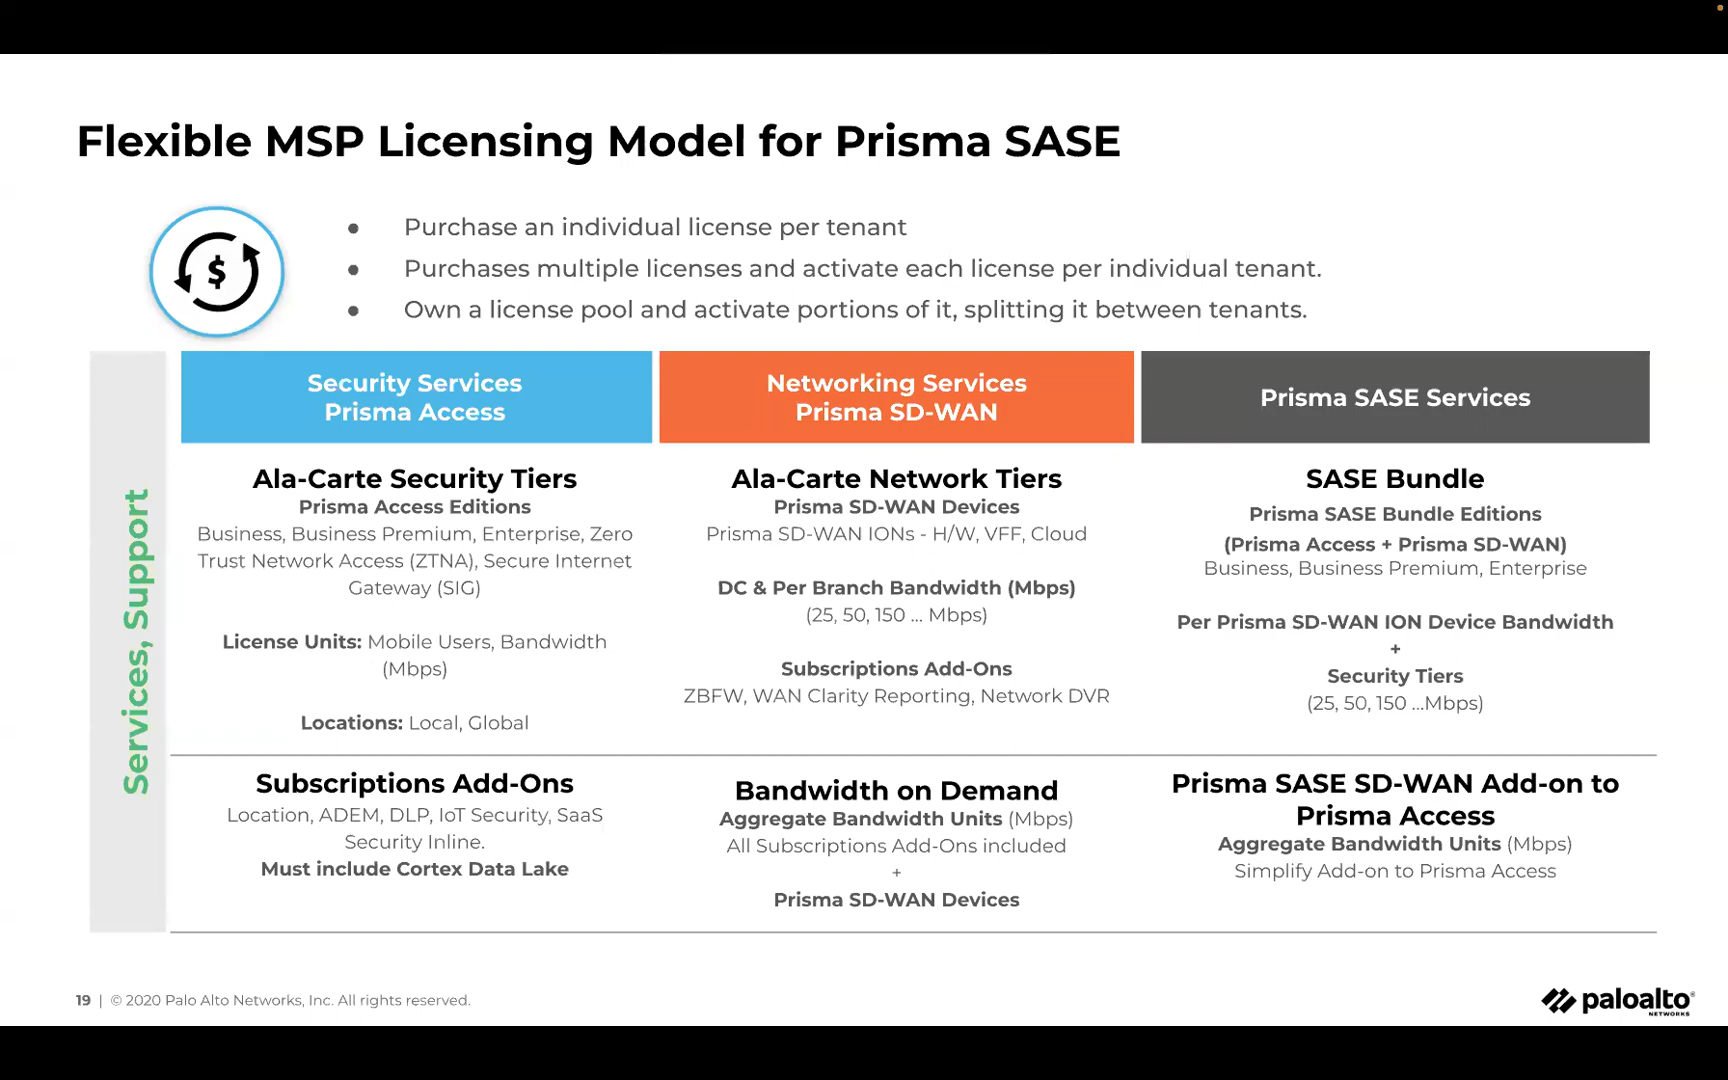 Flexible MSP Licensing Model for Prisma SASE
$
● Purchase an individual license per tenant
● Purchases multiple licenses and activate each license per individual tenant.
● Own a license pool and activate portions of it, splitting it between tenants.
Services, Support
Security Services
Prisma Access
Ala-Carte Security Tiers
Prisma Access Editions
Business, Business Premium, Enterprise, Zero
Trust Network Access (ZTNA), Secure Internet
Gateway (SIG)
License Units: Mobile Users, Bandwidth
(Mbps)
Locations: Local, Global
Subscriptions Add-Ons
Location, ADEM, DLP, IoT Security, SaaS
Security Inline.
Must include Cortex Data Lake
Networking Services
Prisma SD-WAN
Ala-Carte Network Tiers
Prisma SD-WAN Devices
Prisma SD-WAN IONs - H/W, VFF, Cloud
DC & Per Branch Bandwidth (Mbps)
(25, 50, 150 ... Mbps)
Subscriptions Add-Ons
ZBFW, WAN Clarity Reporting, Network DVR
Bandwidth on Demand
Aggregate Bandwidth Units (Mbps)
All Subscriptions Add-Ons included
+
Prisma SD-WAN Devices
Prisma SASE Services
SASE Bundle
Prisma SASE Bundle Editions
(Prisma Access + Prisma SD-WAN)
Business, Business Premium, Enterprise
Per Prisma SD-WAN ION Device Bandwidth
+
Security Tiers
(25, 50, 150 ...Mbps)
Prisma SASE SD-WAN Add-on to
Prisma Access
Aggregate Bandwidth Units (Mbps)
Simplify Add-on to Prisma Access
19 | © 2020 Palo Alto Networks, Inc. All rights reserved.
paloalto®
NETWORKS